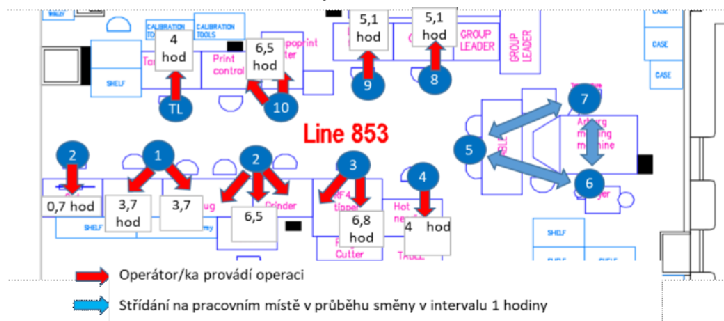 SHELF
CALIBRATION
TOOLS
CALIBRATION
TOOLS
CASE
CASE
CASE
SHELF
4
hod
6,5
hod
Print
control
5,1
hod
5,1
hod
GROUP
LEADER
GROUP
LEADER
TL
10
9
8
7
Line 853
5
machine
6
2
1
2
3
4
0,7 hod
3,7
hod
3,7
6,5
6,8
hod
4 hod
Cutter
TABLE
SHELF
SHELF
Operátor/ka provádí operaci
Střídání na pracovním místě v průběhu směny v intervalu 1 hodiny